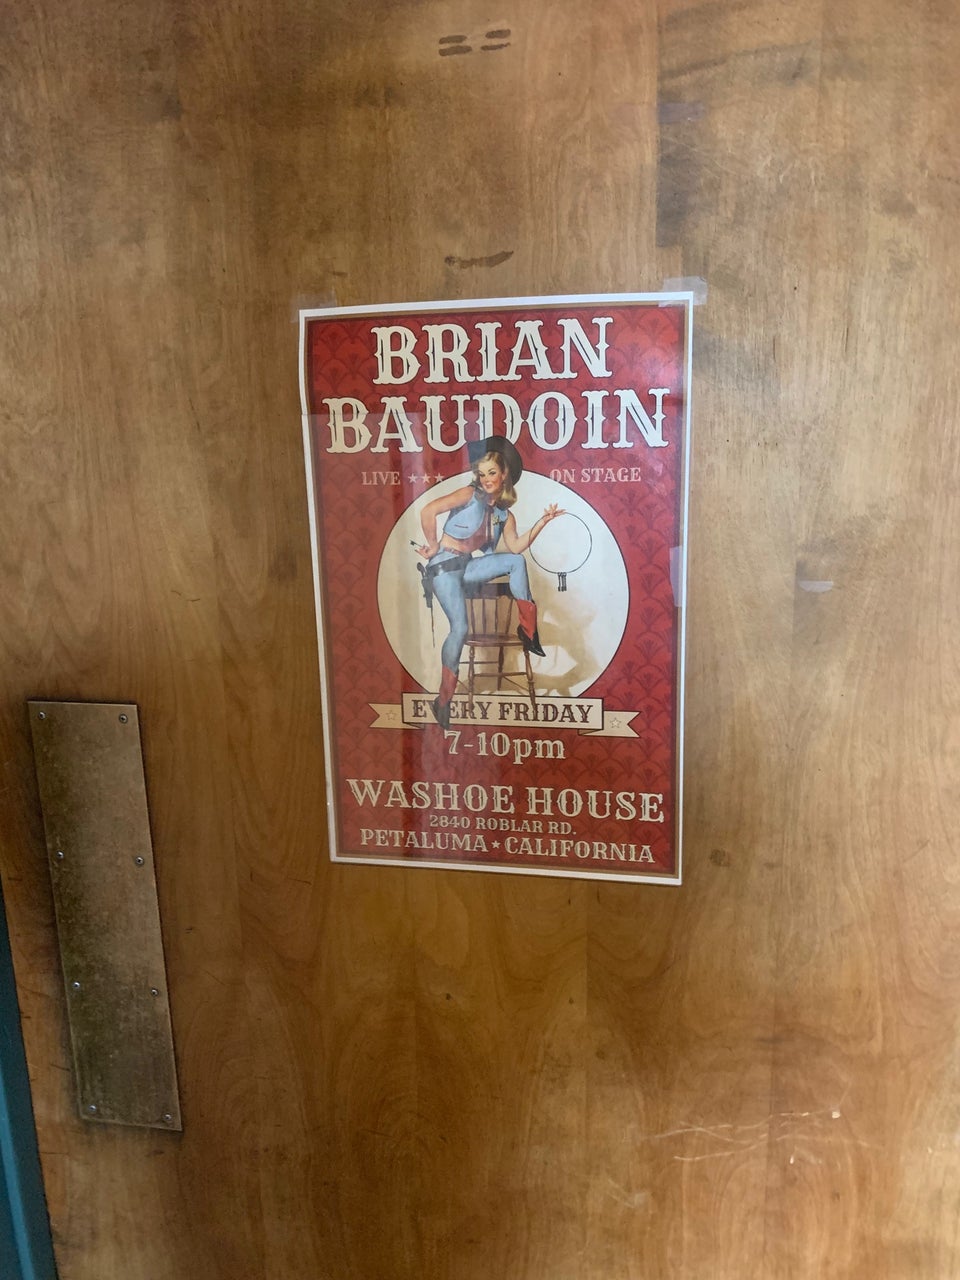 BRIAN
BAUDOIN
LIVE ★★★ ON STAGE
EVERY FRIDAY
7-10pm
WASHOE HOUSE
2840 ROBLAR RD.
PETALUMA★CALIFORNIA